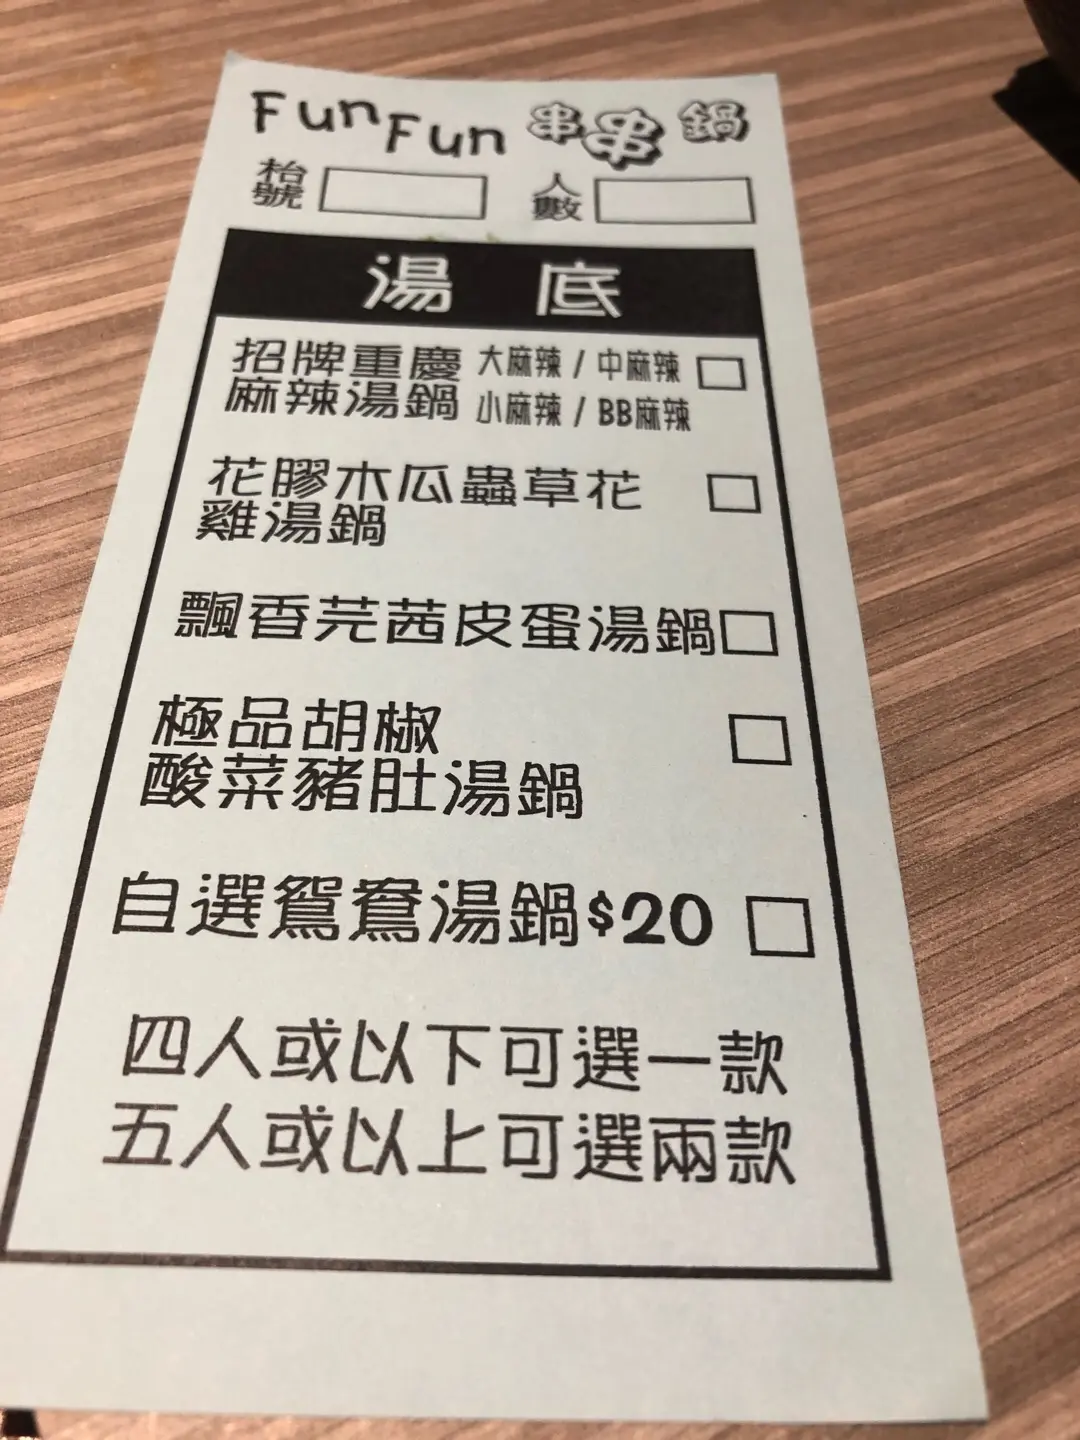 Fun Fun 串串鍋
枱號 人數
湯 底
招牌重慶 大麻辣 / 中麻辣
麻辣湯鍋 小麻辣 / BB麻辣
花膠木瓜蟲草花
雞湯鍋
飄香芫茜皮蛋湯鍋
極品胡椒
酸菜豬肚湯鍋
自選鴛鴦湯鍋$20
四人或以下可選一款
五人或以上可選兩款